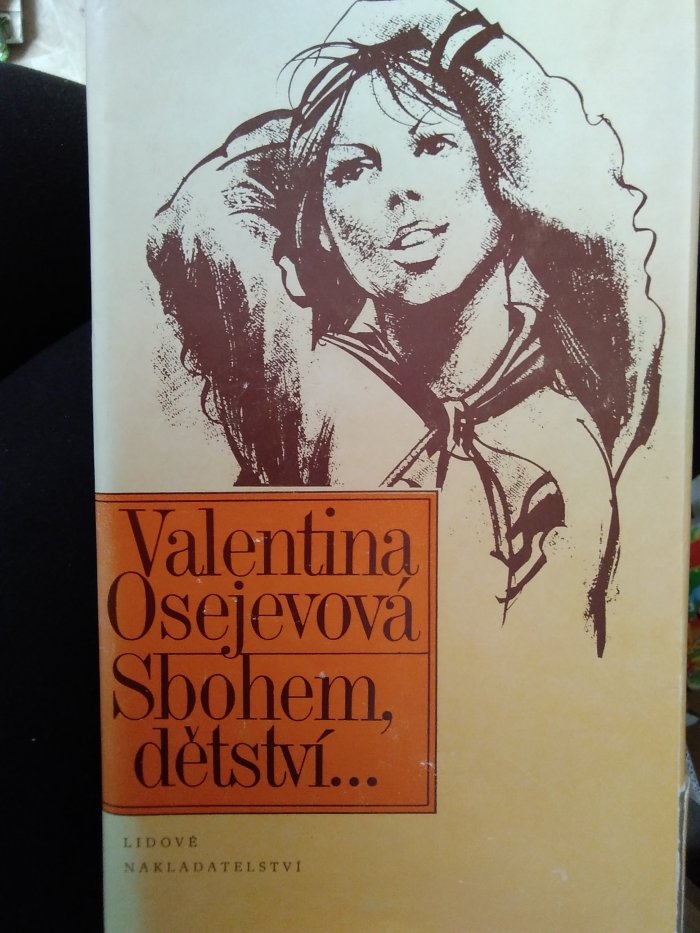 Valentina
Osejevová
Sbohem,
dětství...
LIDOVÉ
NAKLADATELSTVÍ